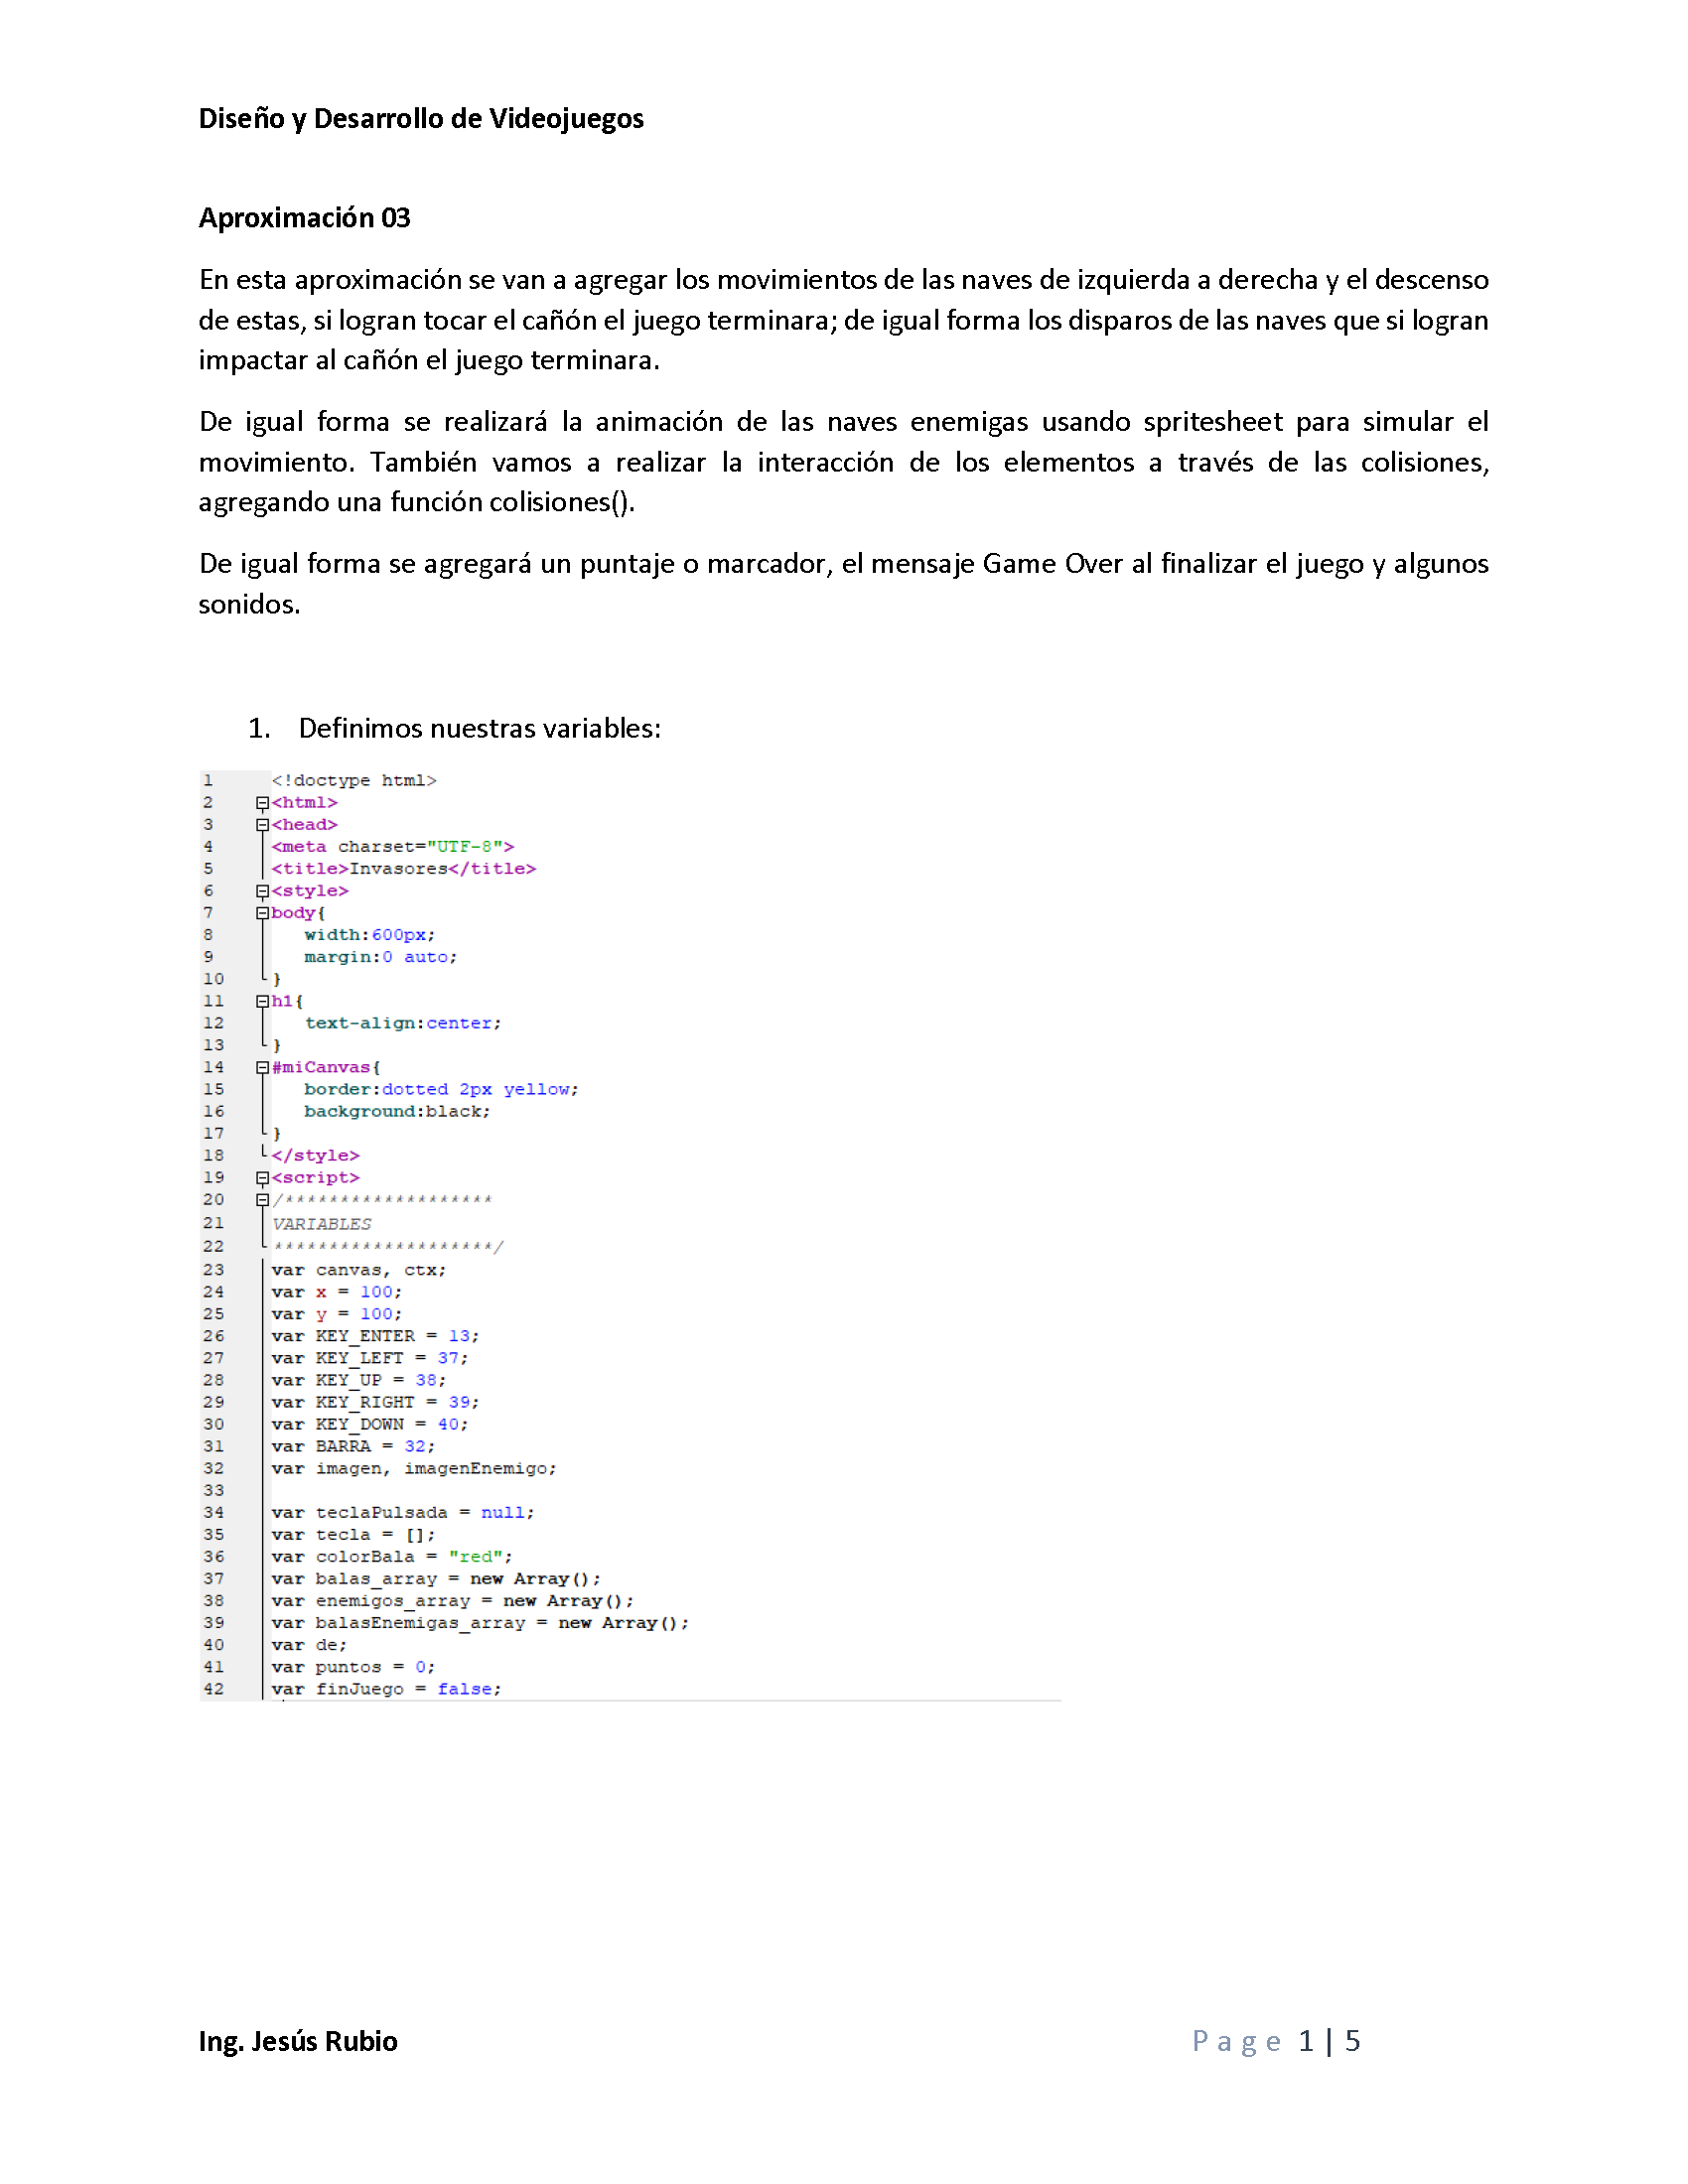 Diseño y Desarrollo de Videojuegos
Aproximación 03
En esta aproximación se van a agregar los movimientos de las naves de izquierda a derecha y el descenso
de estas, si logran tocar el cañón el juego terminara; de igual forma los disparos de las naves que si logran
impactar al cañón el juego terminara.
De igual forma se realizará la animación de las naves enemigas usando spritesheet para simular el
movimiento. También vamos a realizar la interacción de los elementos a través de las colisiones,
agregando una función colisiones().
De igual forma se agregará un puntaje o marcador, el mensaje Game Over al finalizar el juego y algunos
sonidos.
1. Definimos nuestras variables:
1 <!doctype html>
2 <html>
3 <head>
4 <meta charset="UTF-8">
5 <title>Invasores</title>
6 <style>
7 body{
8 width:600px;
9 margin:0 auto;
10 }
11 h1{
12 text-align:center;
13 }
14 #miCanvas{
15 border:dotted 2px yellow;
16 background:black;
17 }
18 </style>
19 <script>
20 /*******************
21 VARIABLES
22 ********************/
23 var canvas, ctx;
24 var x = 100;
25 var y = 100;
26 var KEY_ENTER = 13;
27 var KEY_LEFT = 37;
28 var KEY_UP = 38;
29 var KEY_RIGHT = 39;
30 var KEY_DOWN = 40;
31 var BARRA = 32;
32 var imagen, imagenEnemigo;
33
34 var teclaPulsada = null;
35 var tecla = [];
36 var colorBala = "red";
37 var balas_array = new Array();
38 var enemigos_array = new Array();
39 var balasEnemigas_array = new Array();
40 var de;
41 var puntos = 0;
42 var finJuego = false;
Ing. Jesús Rubio
Page 1 | 5